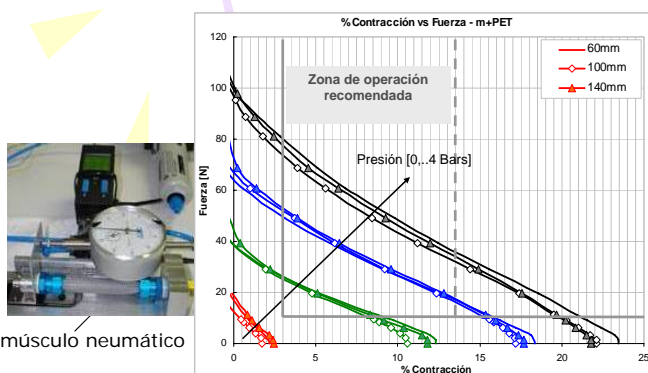 %Contracción vs Fuerza - m+PET
Fuerza [N]
120
100
80
60
40
20
0
Zona de operación
recomendada
Presión [0,..4 Bars]
60mm
100mm
140mm
0
5
10
15
20
25
% Contracción
músculo neumático